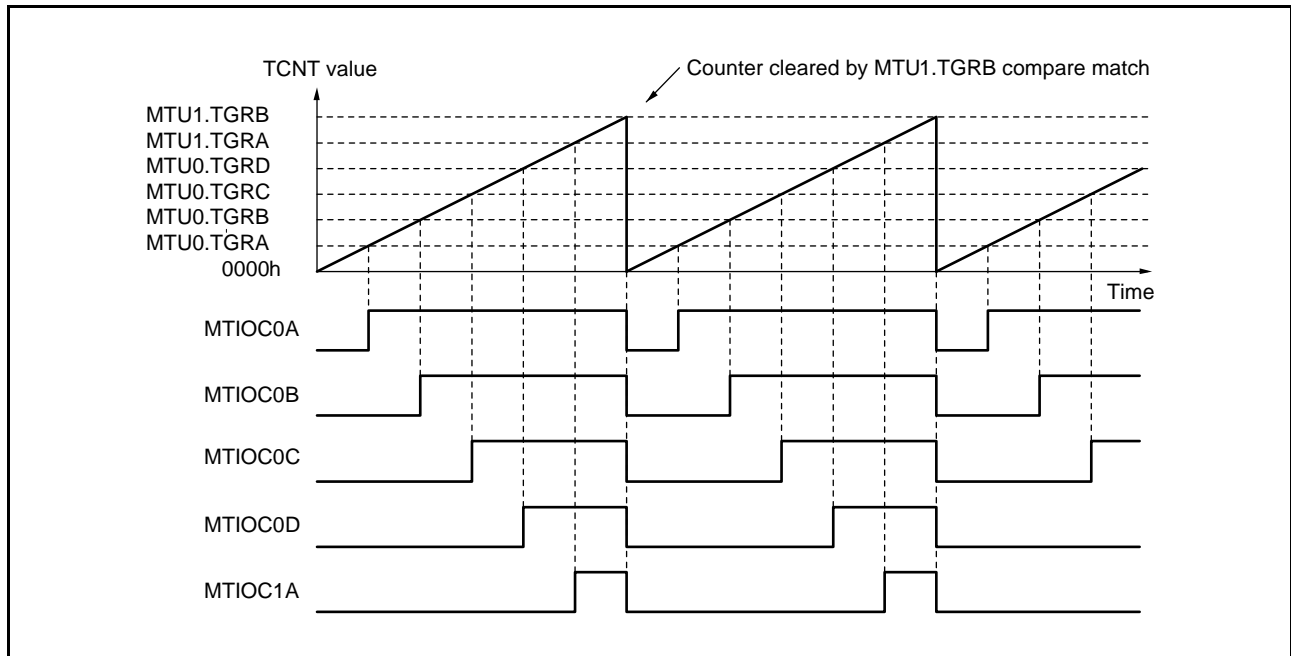 TCNT value
Counter cleared by MTU1.TGRB compare match
MTU1.TGRB
MTU1.TGRA
MTU0.TGRD
MTU0.TGRC
MTU0.TGRB
MTU0.TGRA
0000h
Time
MTIOC0A
MTIOC0B
MTIOC0C
MTIOC0D
MTIOC1A